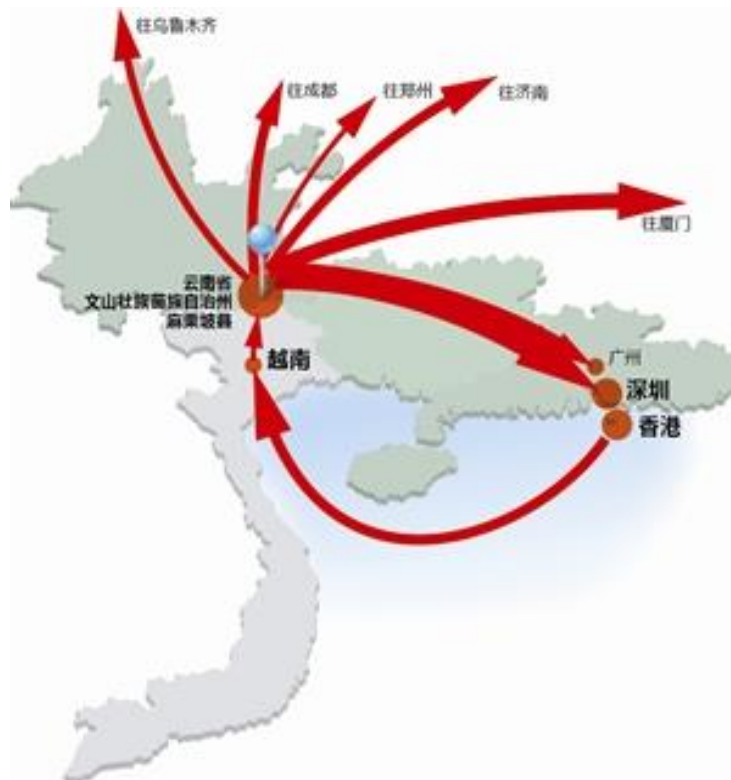 往乌鲁木齐
往成都
往郑州
往济南
往厦门
云南省
文山壮族苗族自治州
麻栗坡县
越南
广州
深圳
香港